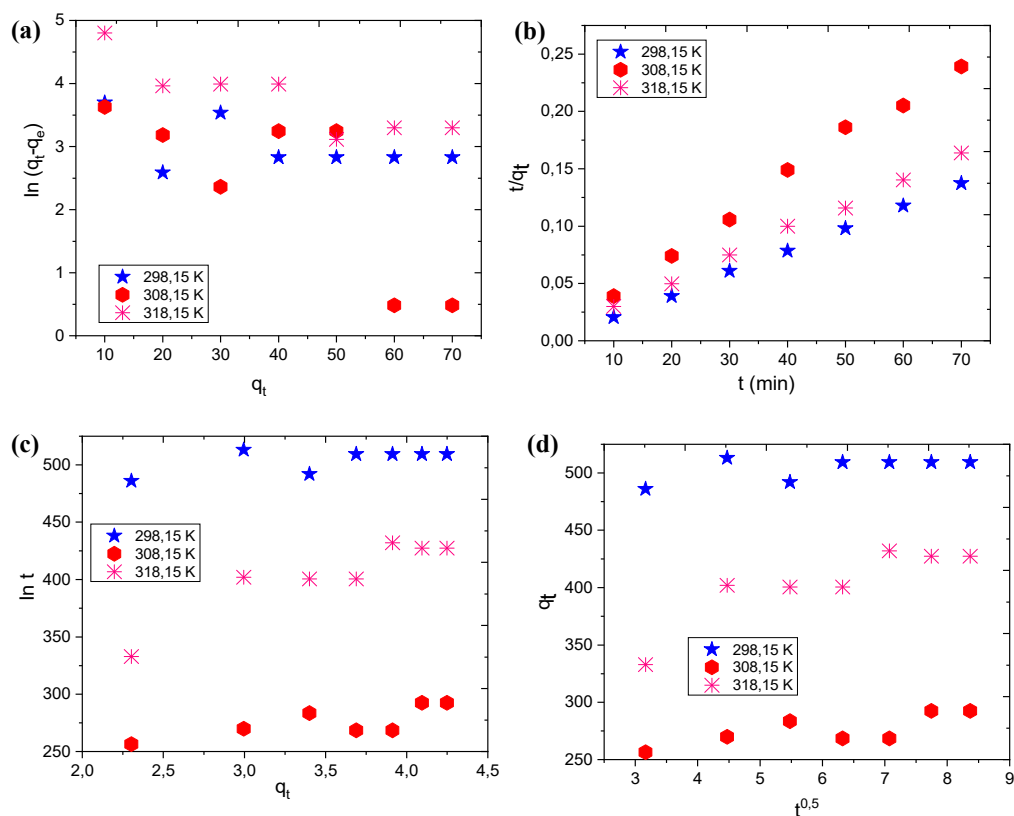 (a)
5
4
3
2
1
0
ln (qt-qe)
298,15 K
308,15 K
318,15 K
10 20 30 40 50 60 70
qt
(b)
0,25
0,20
0,15
0,10
0,05
0,00
t/qt
298,15 K
308,15 K
318,15 K
10 20 30 40 50 60 70
t (min)
(c)
500
450
400
350
300
250
ln t
298,15 K
308,15 K
318,15 K
2,0 2,5 3,0 3,5 4,0 4,5
qt
(d)
500
450
400
350
300
250
qt
298,15 K
308,15 K
318,15 K
3 4 5 6 7 8 9
t0,5